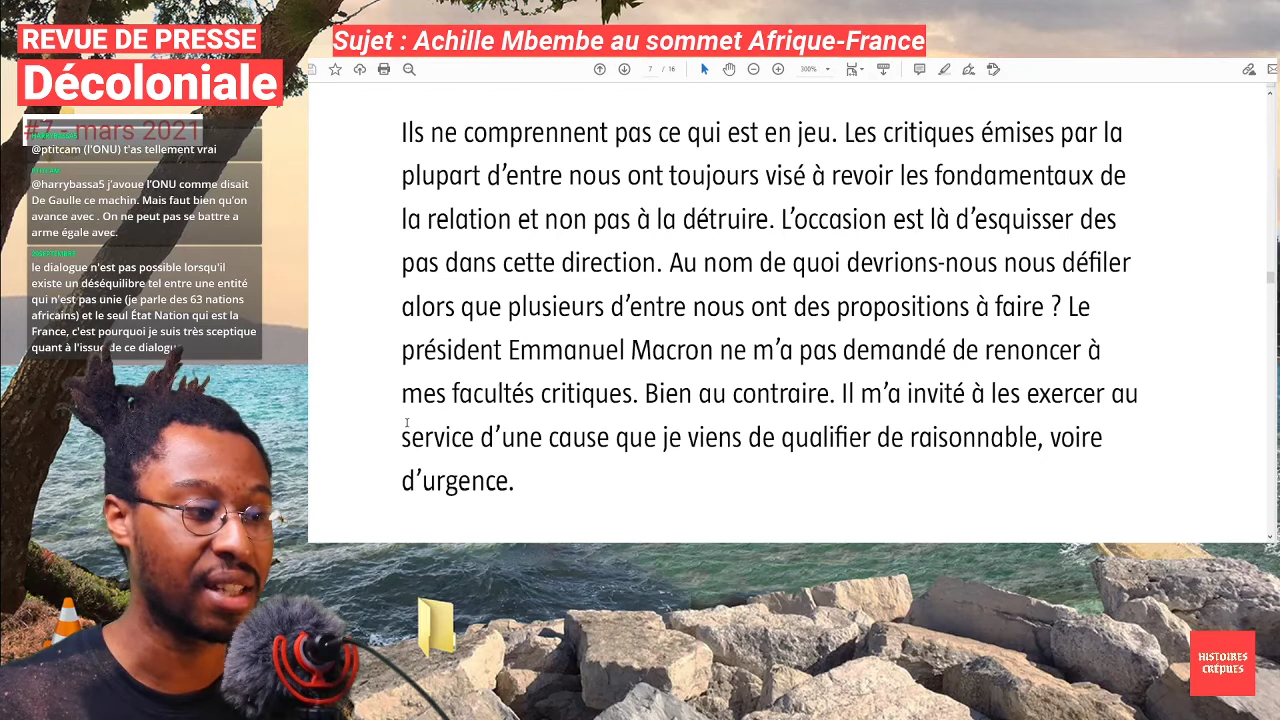 REVUE DE PRESSE
Décoloniale
#7 - mars 2021
Sujet : Achille Mbembe au sommet Afrique-France
7 / 16
300%
HARRYBASSA5
@ptitcam (l'ONU) t'as tellement vrai
PTITCAM
@harrybassa5 j'avoue l'ONU comme disait
De Gaulle ce machin. Mais faut bien qu'on
avance avec . On ne peut pas se battre a
arme égale avec.
le dialogue n'est pas possible lorsqu'il
existe un déséquilibre tel entre une entité
qui n'est pas unie (je parle des 63 nations
africains) et le seul État Nation qui est la
France, c'est pourquoi je suis très sceptique
quant à l'issue de ce dialogu
Ils ne comprennent pas ce qui est en jeu. Les critiques émises par la
plupart d'entre nous ont toujours visé à revoir les fondamentaux de
la relation et non pas à la détruire. L'occasion est là d'esquisser des
pas dans cette direction. Au nom de quoi devrions-nous nous défiler
alors que plusieurs d'entre nous ont des propositions à faire ? Le
président Emmanuel Macron ne m'a pas demandé de renoncer à
mes facultés critiques. Bien au contraire. Il m'a invité à les exercer au
service d'une cause que je viens de qualifier de raisonnable, voire
d'urgence.
HISTOIRES
CRÉPUES